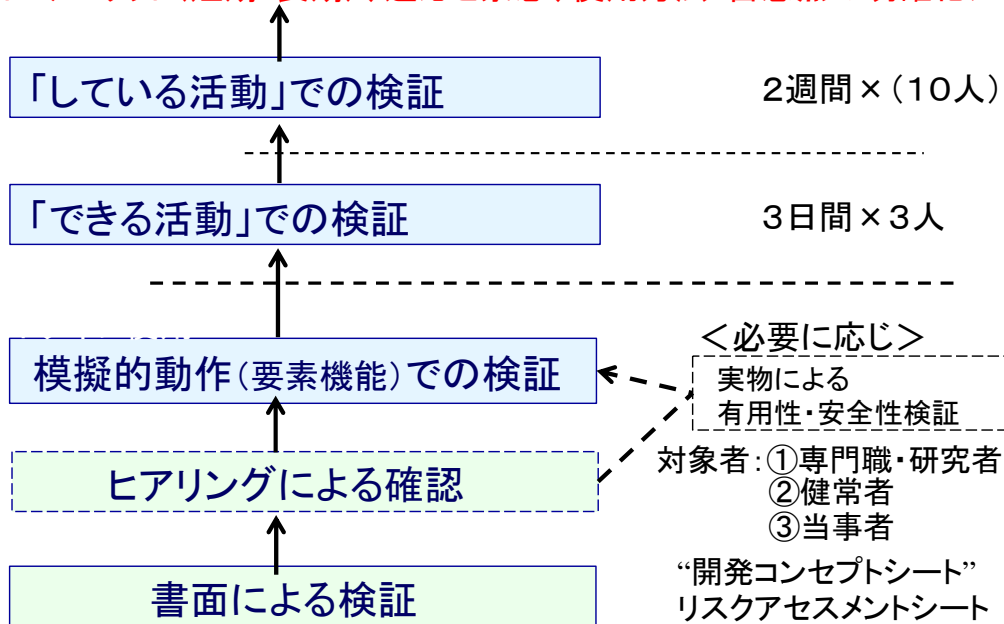 「している活動」での検証
2週間×(10人)
「できる活動」での検証
3日間×3人
<必要に応じ>
模擬的動作(要素機能)での検証
実物による
有用性・安全性検証
ヒアリングによる確認
対象者:①専門職・研究者
②健常者
③当事者
書面による検証
“開発コンセプトシート”
リスクアセスメントシート